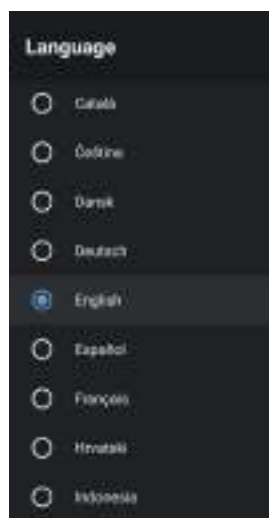 Language
Català
Čeština
Dansk
Deutsch
English
Español
Français
Hrvatski
Indonesia